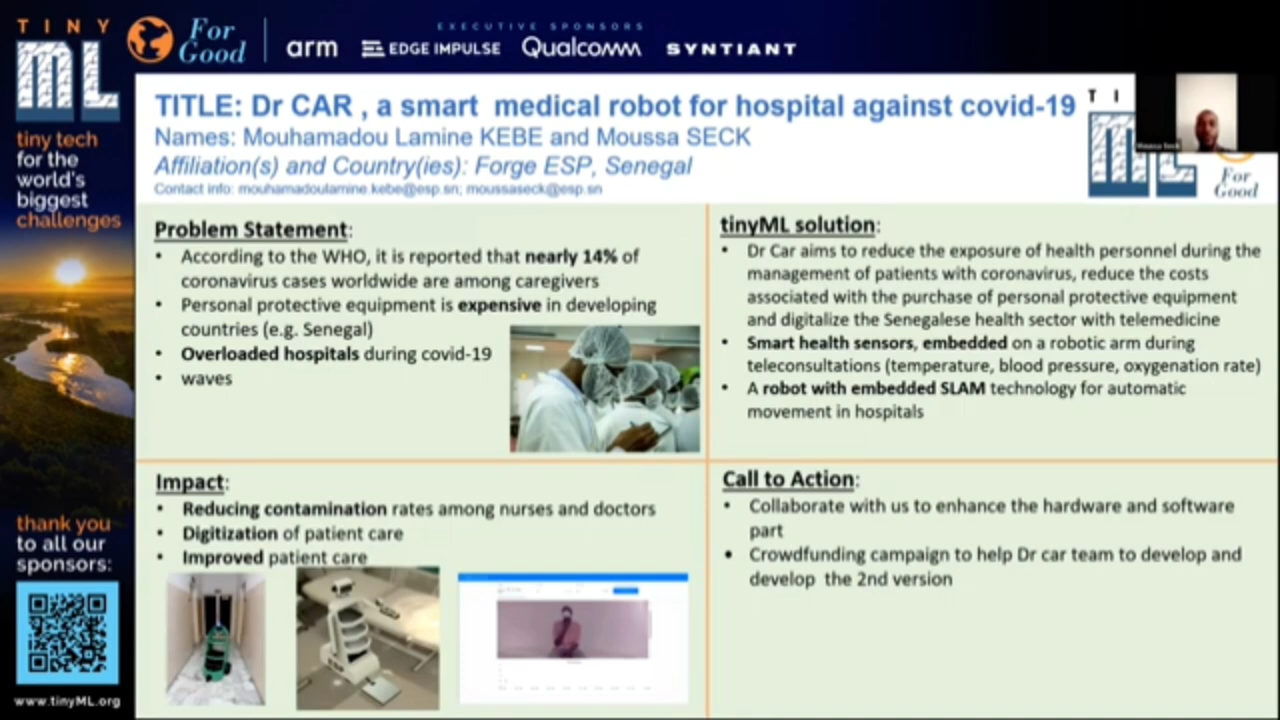 TINY
ML
For
Good
EXECUTIVE SPONSORS
arm
EDGE IMPULSE
Qualcomm
SYNTIANT
tiny tech
for the
world's
biggest
challenges
thank you
to all our
sponsors:
www.tinyML.org
TITLE: Dr CAR , a smart medical robot for hospital against covid-19
Names: Mouhamadou Lamine KEBE and Moussa SECK
Affiliation(s) and Country(ies): Forge ESP, Senegal
Contact info: mouhamadoulamine.kebe@esp.sn; moussaseck@esp.sn
T I
Moussa Seck
For
Good
Problem Statement:
• According to the WHO, it is reported that nearly 14% of
coronavirus cases worldwide are among caregivers
• Personal protective equipment is expensive in developing
countries (e.g. Senegal)
• Overloaded hospitals during covid-19
• waves
tinyML solution:
• Dr Car aims to reduce the exposure of health personnel during the
management of patients with coronavirus, reduce the costs
associated with the purchase of personal protective equipment
and digitalize the Senegalese health sector with telemedicine
• Smart health sensors, embedded on a robotic arm during
teleconsultations (temperature, blood pressure, oxygenation rate)
• A robot with embedded SLAM technology for automatic
movement in hospitals
Impact:
• Reducing contamination rates among nurses and doctors
• Digitization of patient care
• Improved patient care
Call to Action:
• Collaborate with us to enhance the hardware and software
part
• Crowdfunding campaign to help Dr car team to develop and
develop the 2nd version